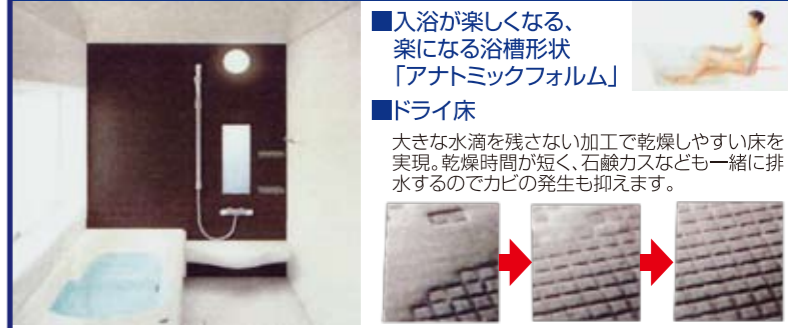 ■入浴が楽しくなる、
楽になる浴槽形状
「アナトミックフォルム」
■ドライ床
大きな水滴を残さない加工で乾燥しやすい床を
実現。乾燥時間が短く、石鹸カスなども一緒に排
水するのでカビの発生も抑えます。